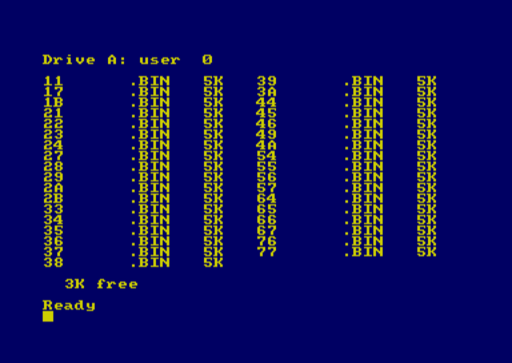 Drive A: user  0
11      .BIN   5K   39      .BIN   5K
17      .BIN   5K   3A      .BIN   5K
1B      .BIN   5K   44      .BIN   5K
21      .BIN   5K   45      .BIN   5K
22      .BIN   5K   46      .BIN   5K
23      .BIN   5K   49      .BIN   5K
24      .BIN   5K   4A      .BIN   5K
27      .BIN   5K   54      .BIN   5K
28      .BIN   5K   55      .BIN   5K
29      .BIN   5K   56      .BIN   5K
2A      .BIN   5K   57      .BIN   5K
2B      .BIN   5K   64      .BIN   5K
33      .BIN   5K   65      .BIN   5K
34      .BIN   5K   66      .BIN   5K
35      .BIN   5K   67      .BIN   5K
36      .BIN   5K   76      .BIN   5K
37      .BIN   5K   77      .BIN   5K
38      .BIN   5K
3K free
Ready